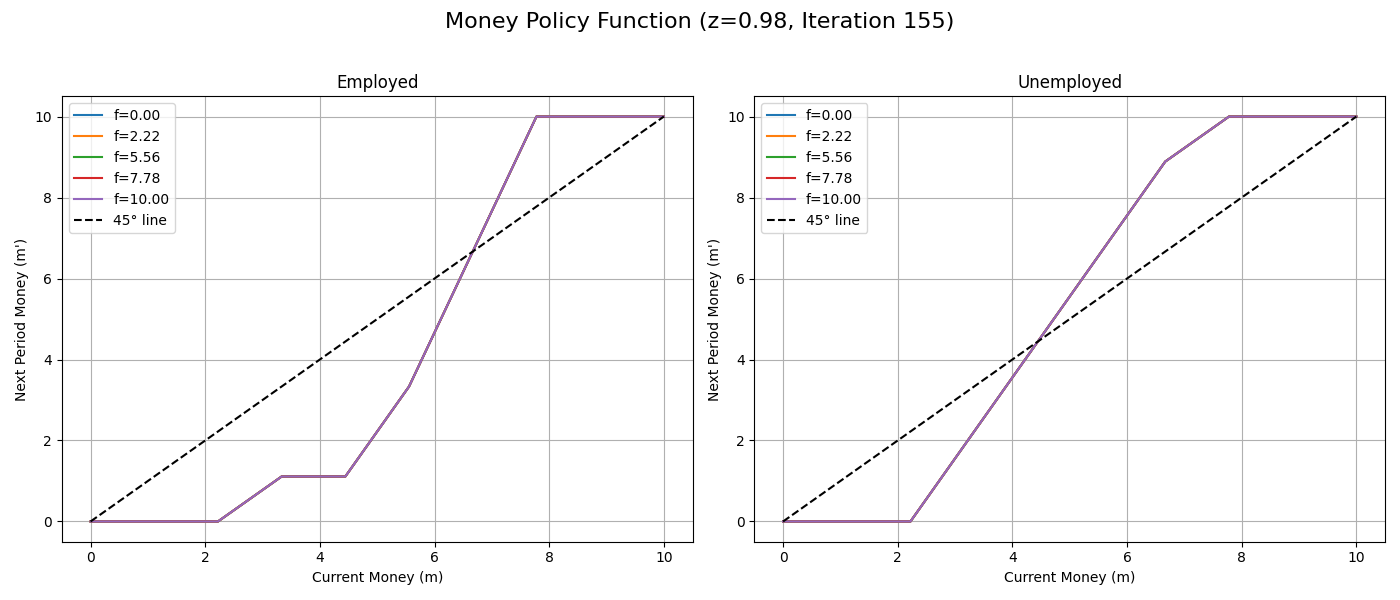 Money Policy Function (z=0.98, Iteration 155)
Employed
f=0.00
f=2.22
f=5.56
f=7.78
f=10.00
45° line
10
8
6
4
2
0
Next Period Money (m')
0 2 4 6 8 10
Current Money (m)
Unemployed
f=0.00
f=2.22
f=5.56
f=7.78
f=10.00
45° line
10
8
6
4
2
0
Next Period Money (m')
0 2 4 6 8 10
Current Money (m)